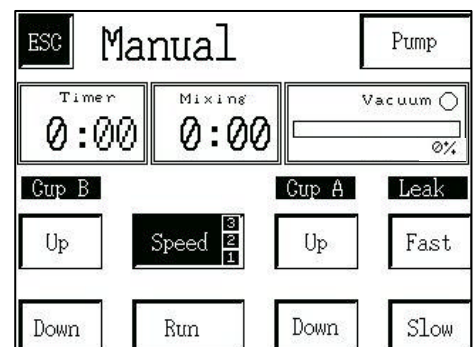 ESC Manual Pump
Timer Mixing Vacuum
0:00 0:00 0%
Cup B Cup A Leak
Up Speed 3 2 1 Up Fast
Down Run Down Slow